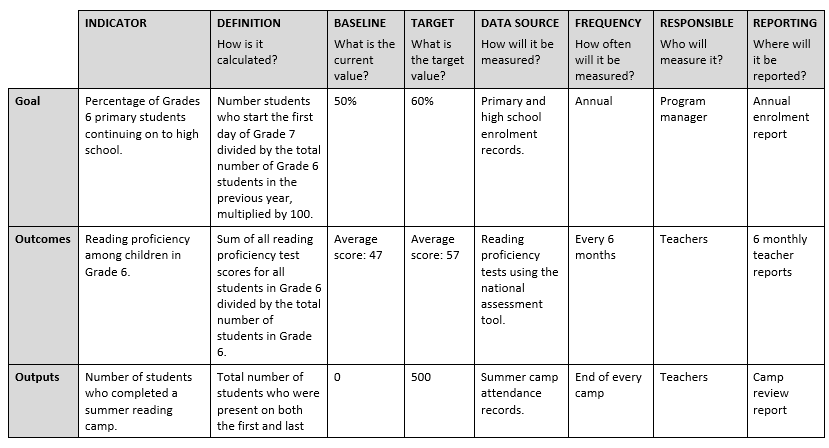 INDICATOR
DEFINITION
How is it
calculated?
BASELINE
What is the
current
value?
TARGET
What is
the target
value?
DATA SOURCE
How will it be
measured?
FREQUENCY
How often
will it be
measured?
RESPONSIBLE
Who will
measure it?
REPORTING
Where will
it be
reported?
Goal
Percentage of Grades
6 primary students
continuing on to high
school.
Number students
who start the first
day of Grade 7
divided by the total
number of Grade 6
students in the
previous year,
multiplied by 100.
50%
60%
Primary and
high school
enrolment
records.
Annual
Program
manager
Annual
enrolment
report
Outcomes
Reading proficiency
among children in
Grade 6.
Sum of all reading
proficiency test
scores for all
students in Grade 6
divided by the total
number of
students in Grade
6.
Average
score: 47
Average
score: 57
Reading
proficiency
tests using the
national
assessment
tool.
Every 6
months
Teachers
6 monthly
teacher
reports
Outputs
Number of students
who completed a
summer reading
camp.
Total number of
students who were
present on both
the first and last
0
500
Summer camp
attendance
records.
End of every
camp
Teachers
Camp
review
report